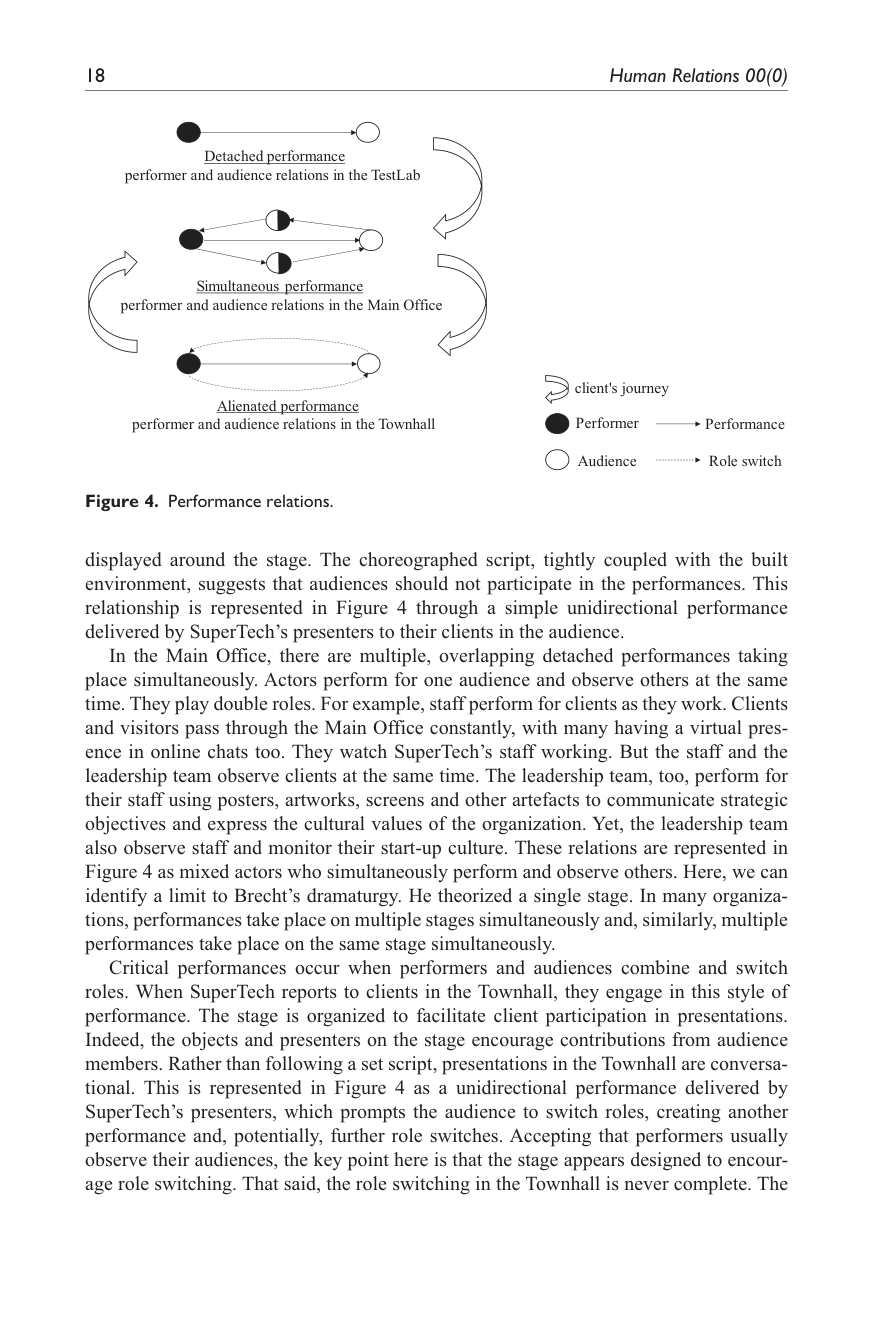 18
Human Relations 00(0)
Detached performance
performer and audience relations in the TestLab
Simultaneous performance
performer and audience relations in the Main Office
Alienated performance
performer and audience relations in the Townhall
client's journey
Performer
Performance
Audience
Role switch
Figure 4. Performance relations.
displayed around the stage. The choreographed script, tightly coupled with the built
environment, suggests that audiences should not participate in the performances. This
relationship is represented in Figure 4 through a simple unidirectional performance
delivered by SuperTech’s presenters to their clients in the audience.
In the Main Office, there are multiple, overlapping detached performances taking
place simultaneously. Actors perform for one audience and observe others at the same
time. They play double roles. For example, staff perform for clients as they work. Clients
and visitors pass through the Main Office constantly, with many having a virtual pres-
ence in online chats too. They watch SuperTech’s staff working. But the staff and the
leadership team observe clients at the same time. The leadership team, too, perform for
their staff using posters, artworks, screens and other artefacts to communicate strategic
objectives and express the cultural values of the organization. Yet, the leadership team
also observe staff and monitor their start-up culture. These relations are represented in
Figure 4 as mixed actors who simultaneously perform and observe others. Here, we can
identify a limit to Brecht’s dramaturgy. He theorized a single stage. In many organiza-
tions, performances take place on multiple stages simultaneously and, similarly, multiple
performances take place on the same stage simultaneously.
Critical performances occur when performers and audiences combine and switch
roles. When SuperTech reports to clients in the Townhall, they engage in this style of
performance. The stage is organized to facilitate client participation in presentations.
Indeed, the objects and presenters on the stage encourage contributions from audience
members. Rather than following a set script, presentations in the Townhall are conversa-
tional. This is represented in Figure 4 as a unidirectional performance delivered by
SuperTech’s presenters, which prompts the audience to switch roles, creating another
performance and, potentially, further role switches. Accepting that performers usually
observe their audiences, the key point here is that the stage appears designed to encour-
age role switching. That said, the role switching in the Townhall is never complete. The